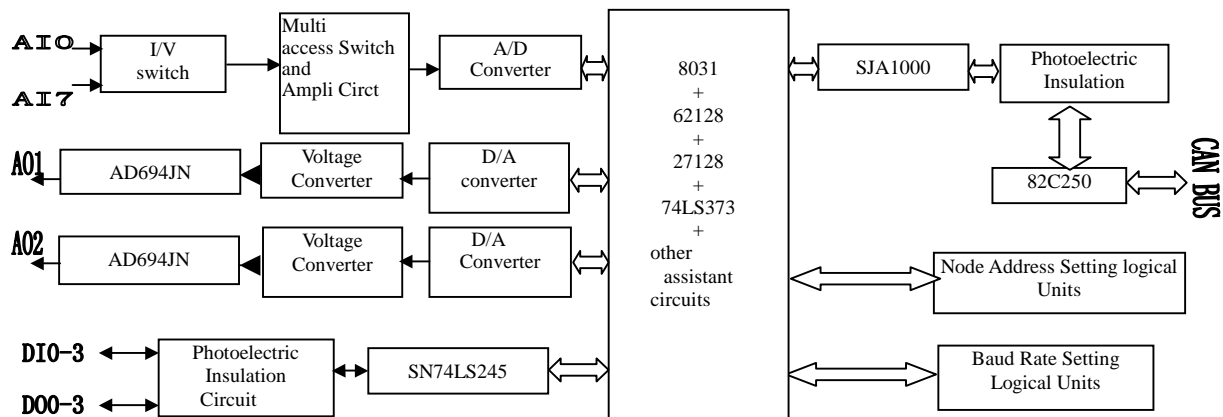 AI0
AI7
I/V
switch
Multi
access Switch
and
Ampli Circt
A/D
Converter
8031
+
62128
+
27128
+
74LS373
+
other
assistant
circuits
SJA1000
Photoelectric
Insulation
82C250
CAN BUS
AO1
AD694JN
Voltage
Converter
D/A
converter
AO2
AD694JN
Voltage
Converter
D/A
Converter
Node Address Setting logical
Units
DI0-3
DO0-3
Photoelectric
Insulation
Circuit
SN74LS245
Baud Rate Setting
Logical Units